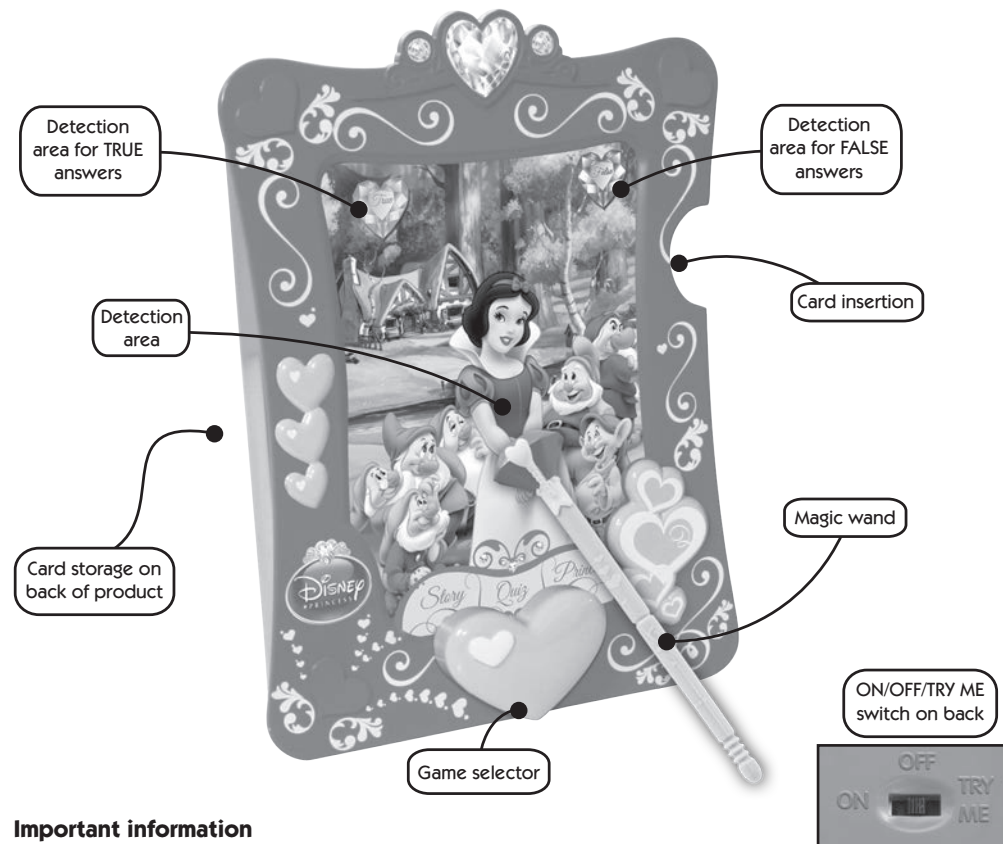 Detection
area for TRUE
answers
Detection
area for FALSE
answers
True
False
Card insertion
Detection
area
Magic wand
Card storage on
back of product
DISNEY
PRINCESS
Story
Quiz
ON/OFF/TRY ME
switch on back
Game selector
OFF
ON
TRY
ME
Important information